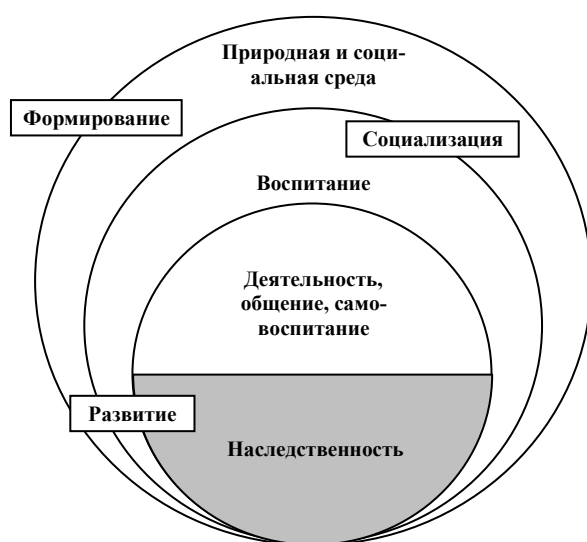 Природная и соци-
альная среда
Формирование
Социализация
Воспитание
Деятельность,
общение, само-
воспитание
Развитие
Наследственность